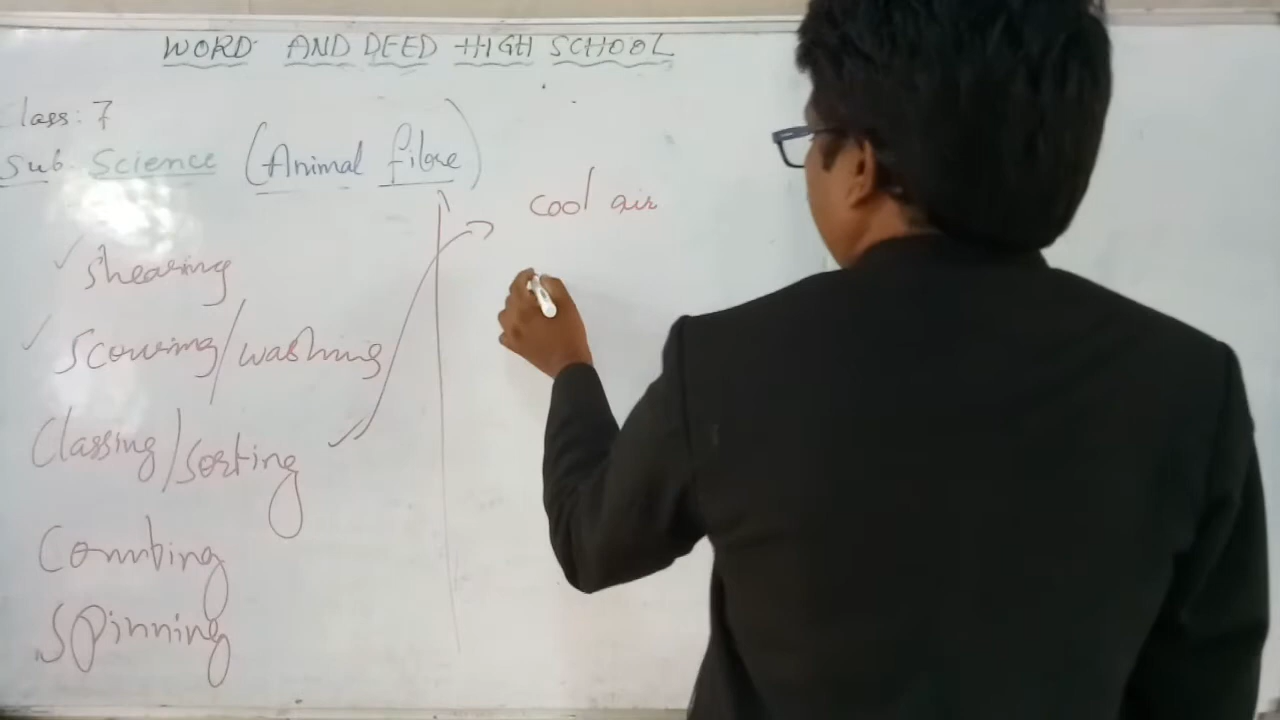 WORD AND DEED HIGH SCHOOL
Class: 7
Sub. Science (Animal fibre)
cool air
Shearing
Scouring/washing
Classing/sorting
Combing
Spinning